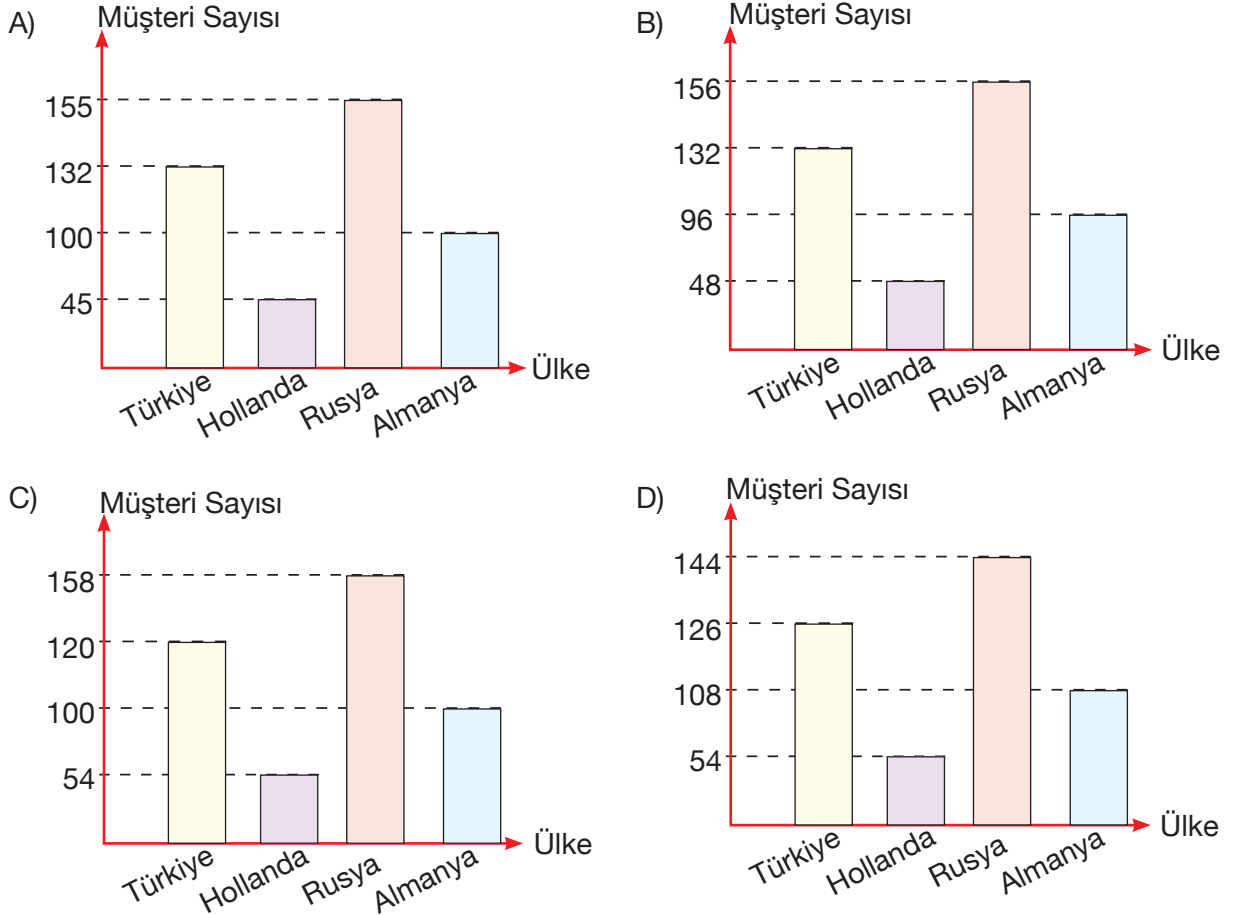 A)
Müşteri Sayısı
155
132
100
45
Türkiye
Hollanda
Rusya
Almanya
Ülke
B)
Müşteri Sayısı
156
132
96
48
Türkiye
Hollanda
Rusya
Almanya
Ülke
C)
Müşteri Sayısı
158
120
100
54
Türkiye
Hollanda
Rusya
Almanya
Ülke
D)
Müşteri Sayısı
144
126
108
54
Türkiye
Hollanda
Rusya
Almanya
Ülke